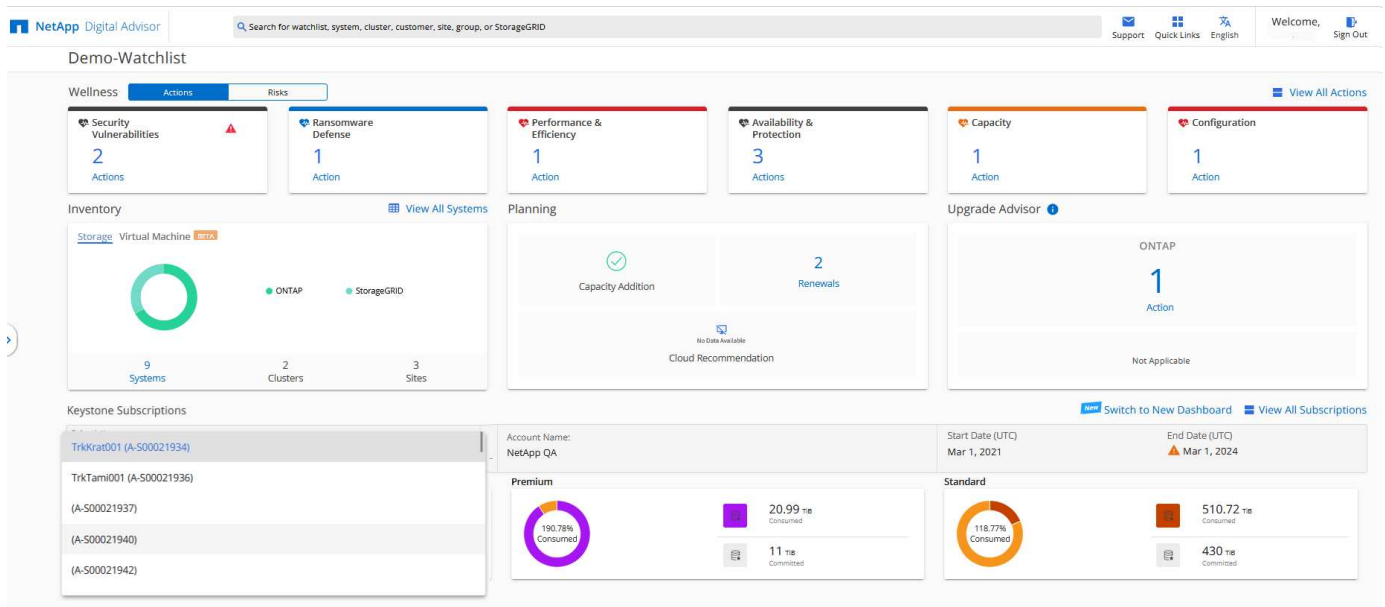 NetApp Digital Advisor
Search for watchlist, system, cluster, customer, site, group, or StorageGRID
Support
Quick Links
English
Welcome,
Sign Out
Demo-Watchlist
Wellness
Actions
Risks
View All Actions
Security
Vulnerabilities
2
Actions
Ransomware
Defense
1
Action
Performance &
Efficiency
1
Action
Availability &
Protection
3
Actions
Capacity
1
Action
Configuration
1
Action
Inventory
View All Systems
Storage Virtual Machine BETA
ONTAP
StorageGRID
9
Systems
2
Clusters
3
Sites
Planning
Capacity Addition
2
Renewals
No Data Available
Cloud Recommendation
Upgrade Advisor
ONTAP
1
Action
Not Applicable
Keystone Subscriptions
New Switch to New Dashboard
View All Subscriptions
TrkKrat001 (A-S00021934)
TrkTami001 (A-S00021936)
(A-S00021937)
(A-S00021940)
(A-S00021942)
Account Name:
NetApp QA
Start Date (UTC)
Mar 1, 2021
End Date (UTC)
Mar 1, 2024
Premium
190.78%
Consumed
20.99 TiB
Consumed
11 TiB
Committed
Standard
118.77%
Consumed
510.72 TiB
Consumed
430 TiB
Committed